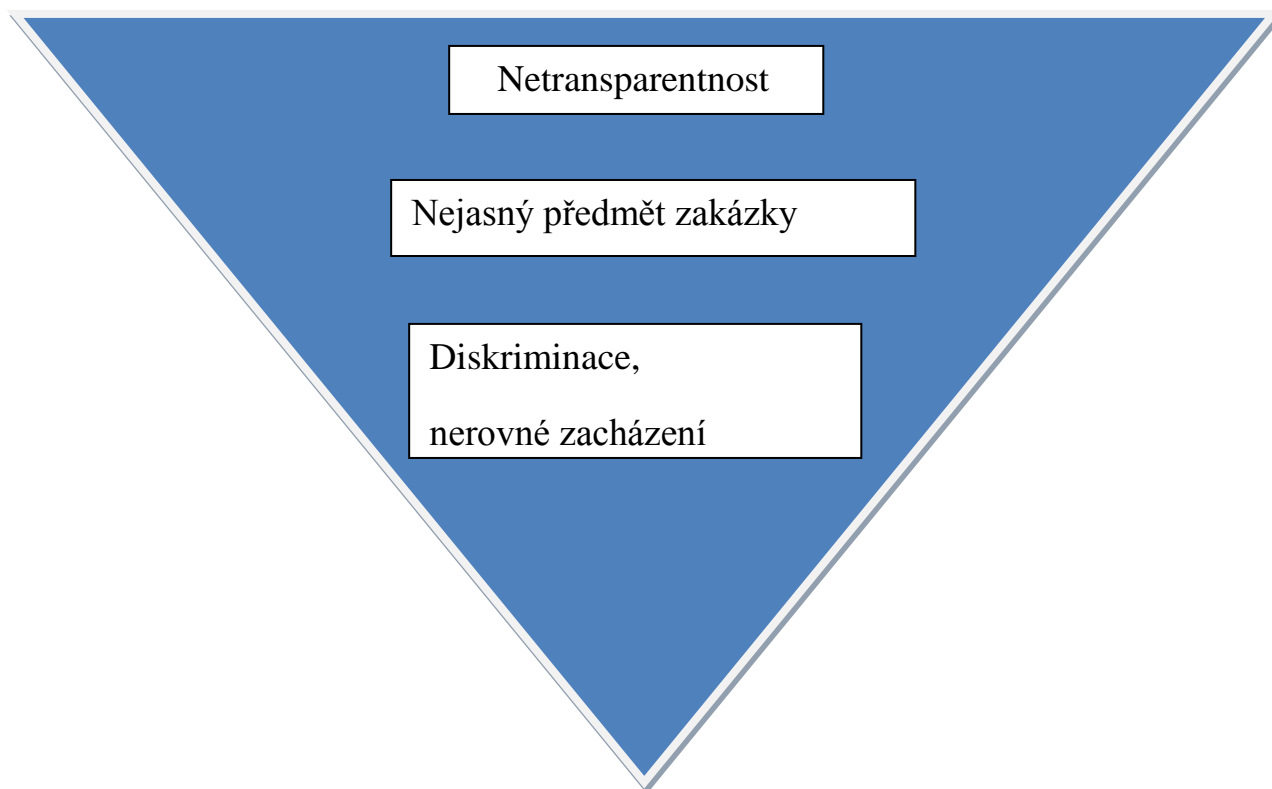 Netransparentnost
Nejasný předmět zakázky
Diskriminace,
nerovné zacházení